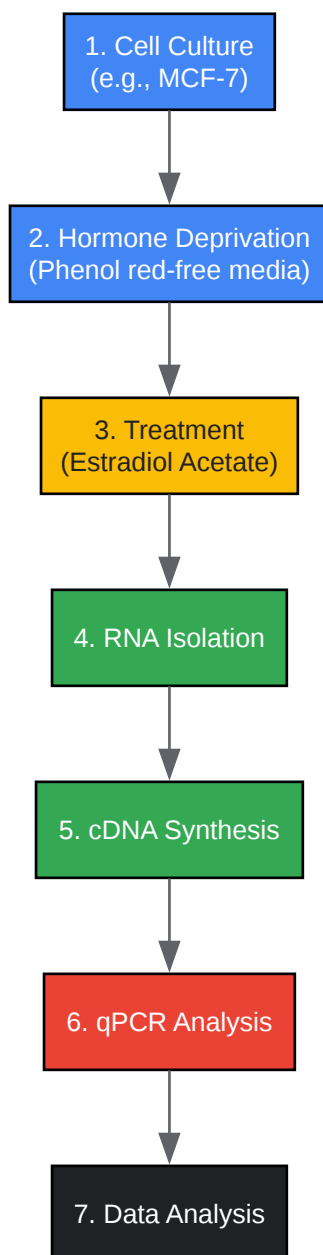 1. Cell Culture
(e.g., MCF-7)
2. Hormone Deprivation
(Phenol red-free media)
3. Treatment
(Estradiol Acetate)
4. RNA Isolation
5. cDNA Synthesis
6. qPCR Analysis
7. Data Analysis